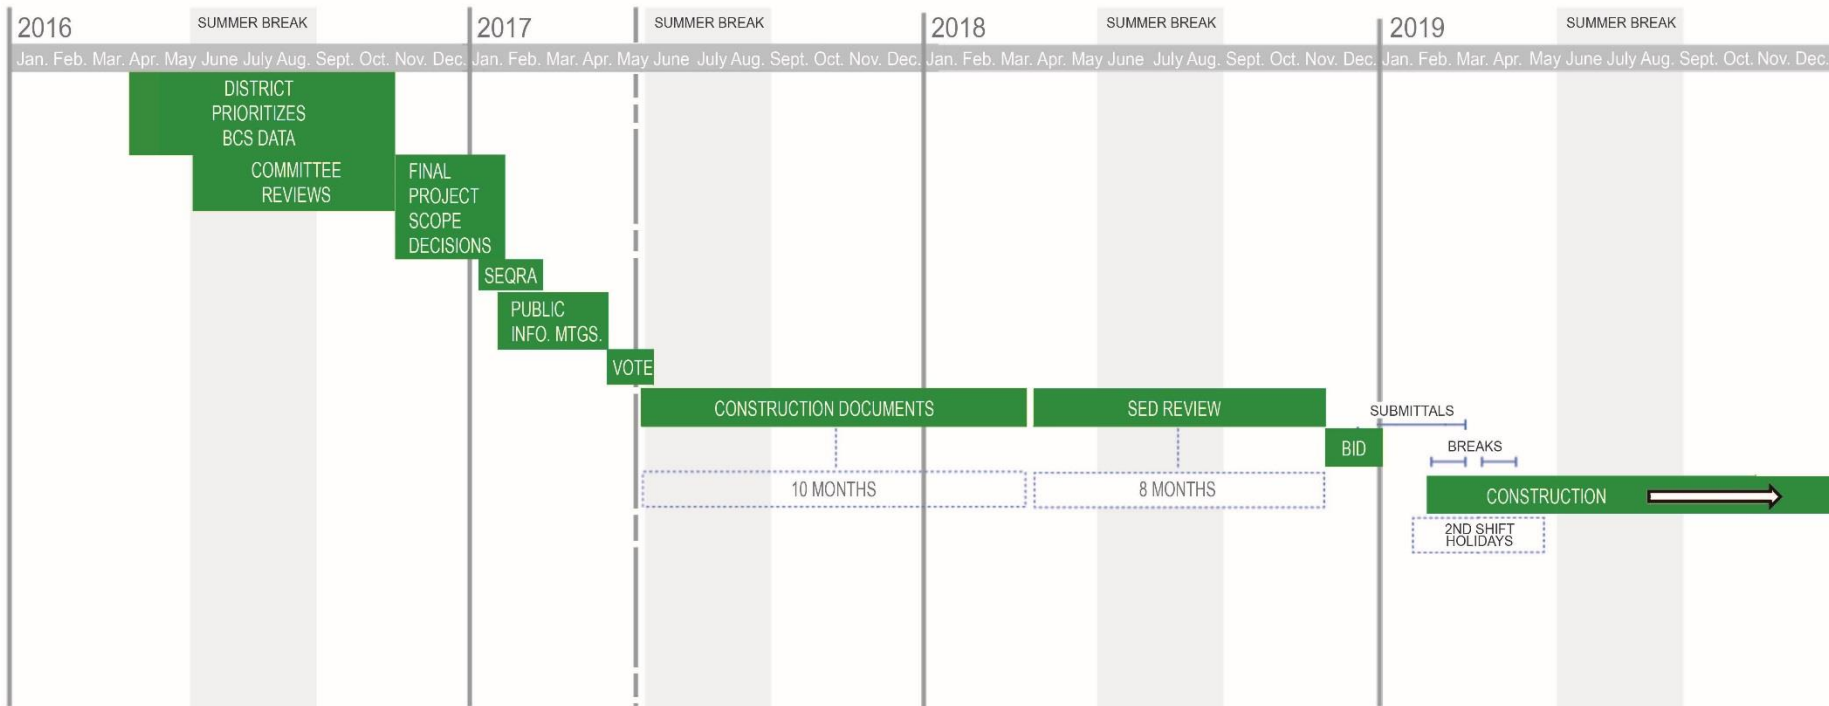 2016
SUMMER BREAK
2017
SUMMER BREAK
2018
SUMMER BREAK
2019
SUMMER BREAK
Jan. Feb. Mar. Apr. May June July Aug. Sept. Oct. Nov. Dec. Jan. Feb. Mar. Apr. May June July Aug. Sept. Oct. Nov. Dec. Jan. Feb. Mar. Apr. May June July Aug. Sept. Oct. Nov. Dec. Jan. Feb. Mar. Apr. May June July Aug. Sept. Oct. Nov. Dec.
DISTRICT
PRIORITIZES
BCS DATA
COMMITTEE
REVIEWS
FINAL
PROJECT
SCOPE
DECISIONS
SEQRA
PUBLIC
INFO. MTGS.
VOTE
CONSTRUCTION DOCUMENTS
SED REVIEW
SUBMITTALS
BID
BREAKS
10 MONTHS
8 MONTHS
CONSTRUCTION
2ND SHIFT
HOLIDAYS